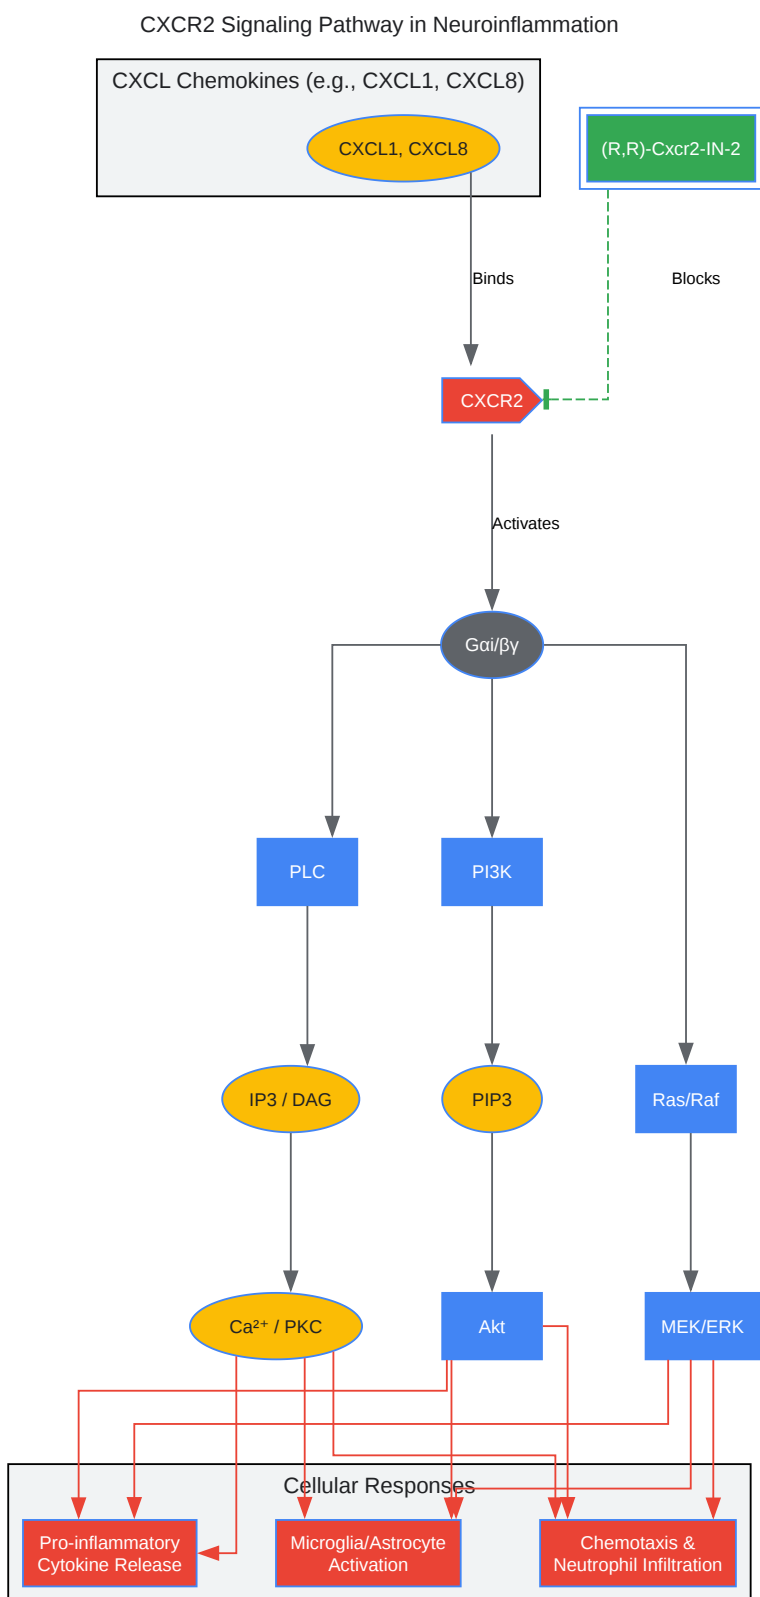 CXCR2 Signaling Pathway in Neuroinflammation
CXCL Chemokines (e.g., CXCL1, CXCL8)
CXCL1, CXCL8
(R,R)-Cxcr2-IN-2
Binds
Blocks
CXCR2
Activates
Gαi/βγ
PLC
PI3K
IP3 / DAG
PIP3
Ras/Raf
Ca²⁺ / PKC
Akt
MEK/ERK
Cellular Responses
Pro-inflammatory
Cytokine Release
Microglia/Astrocyte
Activation
Chemotaxis &
Neutrophil Infiltration